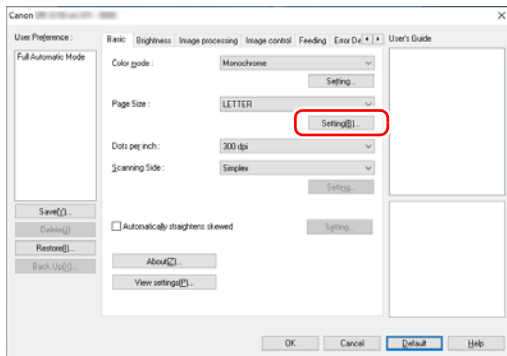 Canon
User Preference :
Full Automatic Mode
Save(Y)...
Delete(J)
Restore(I)...
Back Up(X)...
Basic Brightness Image processing Image control Feeding Error De
Color mode : Monochrome
Setting...
Page Size : LETTER
Setting(B)...
Dots per inch : 300 dpi
Scanning Side : Simplex
Setting...
Automatically straightens skewed Setting...
About(Z)...
View settings(P)...
User's Guide
OK Cancel Default Help